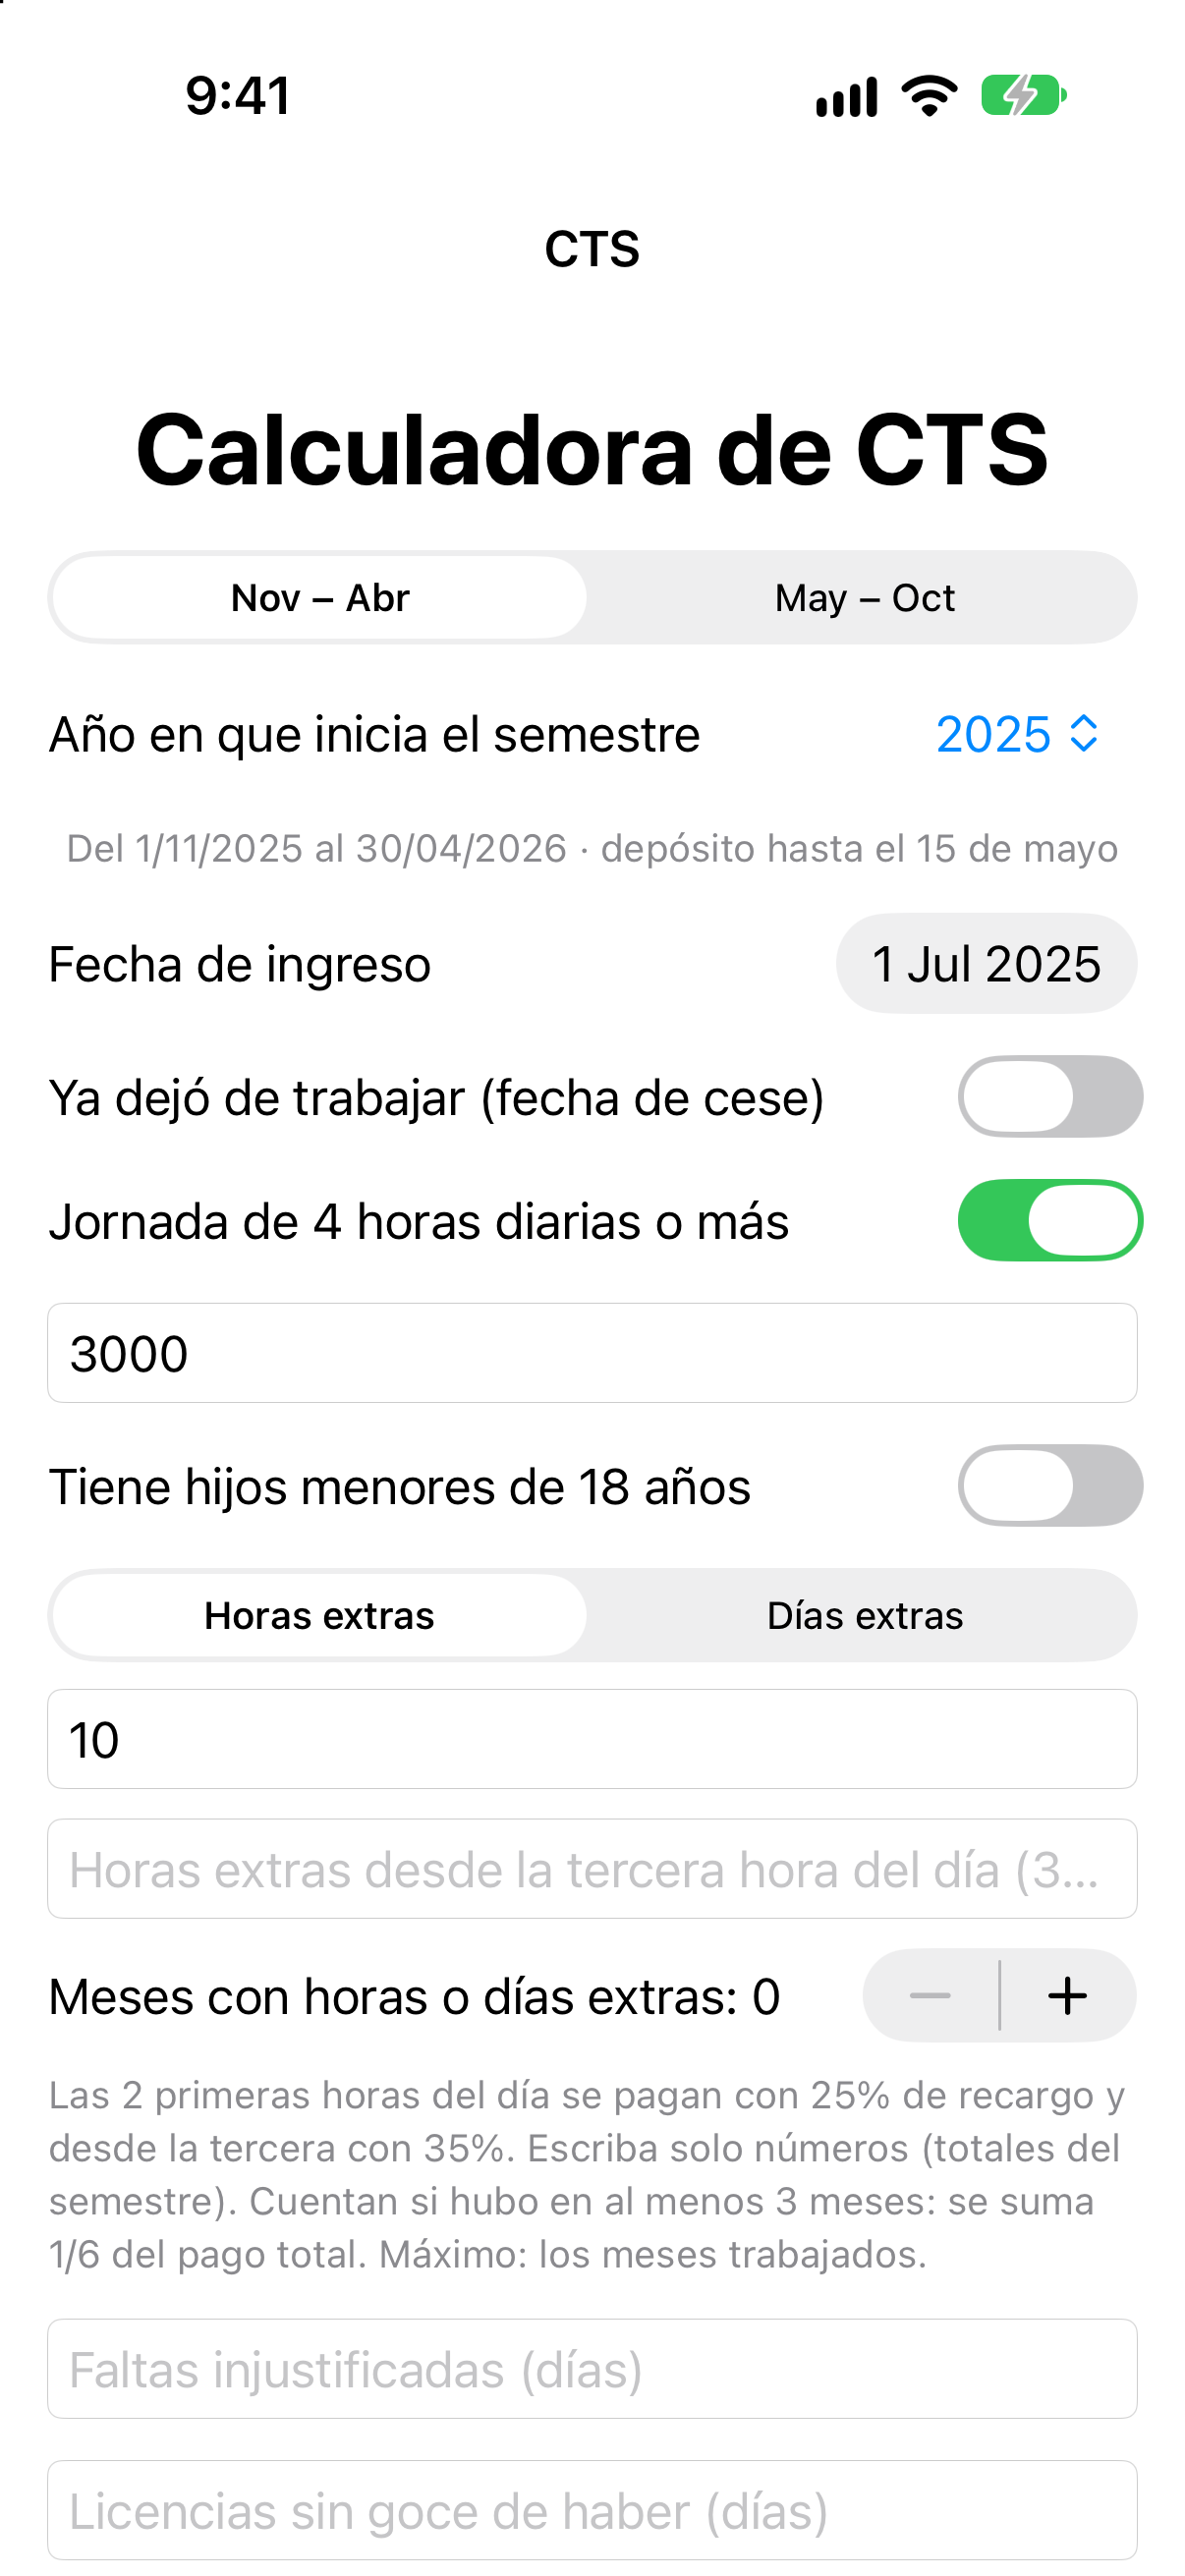 9:41
CTS
Calculadora de CTS
Nov – Abr
May – Oct
Año en que inicia el semestre
2025
Del 1/11/2025 al 30/04/2026 · depósito hasta el 15 de mayo
Fecha de ingreso
1 Jul 2025
Ya dejó de trabajar (fecha de cese)
Jornada de 4 horas diarias o más
3000
Tiene hijos menores de 18 años
Horas extras
Días extras
10
Horas extras desde la tercera hora del día (3...
Meses con horas o días extras: 0
Las 2 primeras horas del día se pagan con 25% de recargo y
desde la tercera con 35%. Escriba solo números (totales del
semestre). Cuentan si hubo en al menos 3 meses: se suma
1/6 del pago total. Máximo: los meses trabajados.
Faltas injustificadas (días)
Licencias sin goce de haber (días)